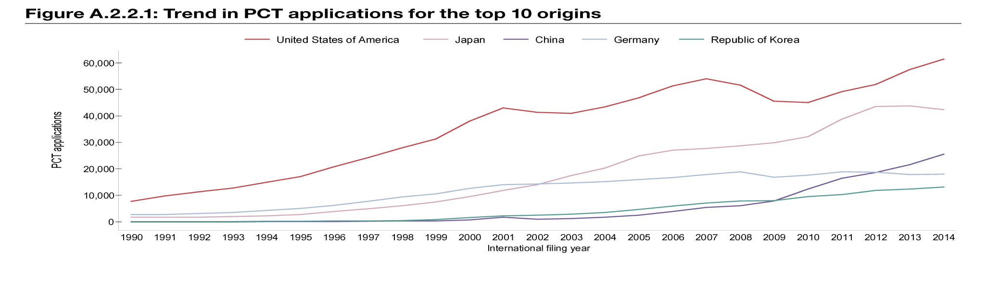 Figure A.2.2.1: Trend in PCT applications for the top 10 origins
United States of America Japan China Germany Republic of Korea
PCT applications
60,000
50,000
40,000
30,000
20,000
10,000
0
1990 1991 1992 1993 1994 1995 1996 1997 1998 1999 2000 2001 2002 2003 2004 2005 2006 2007 2008 2009 2010 2011 2012 2013 2014
International filing year